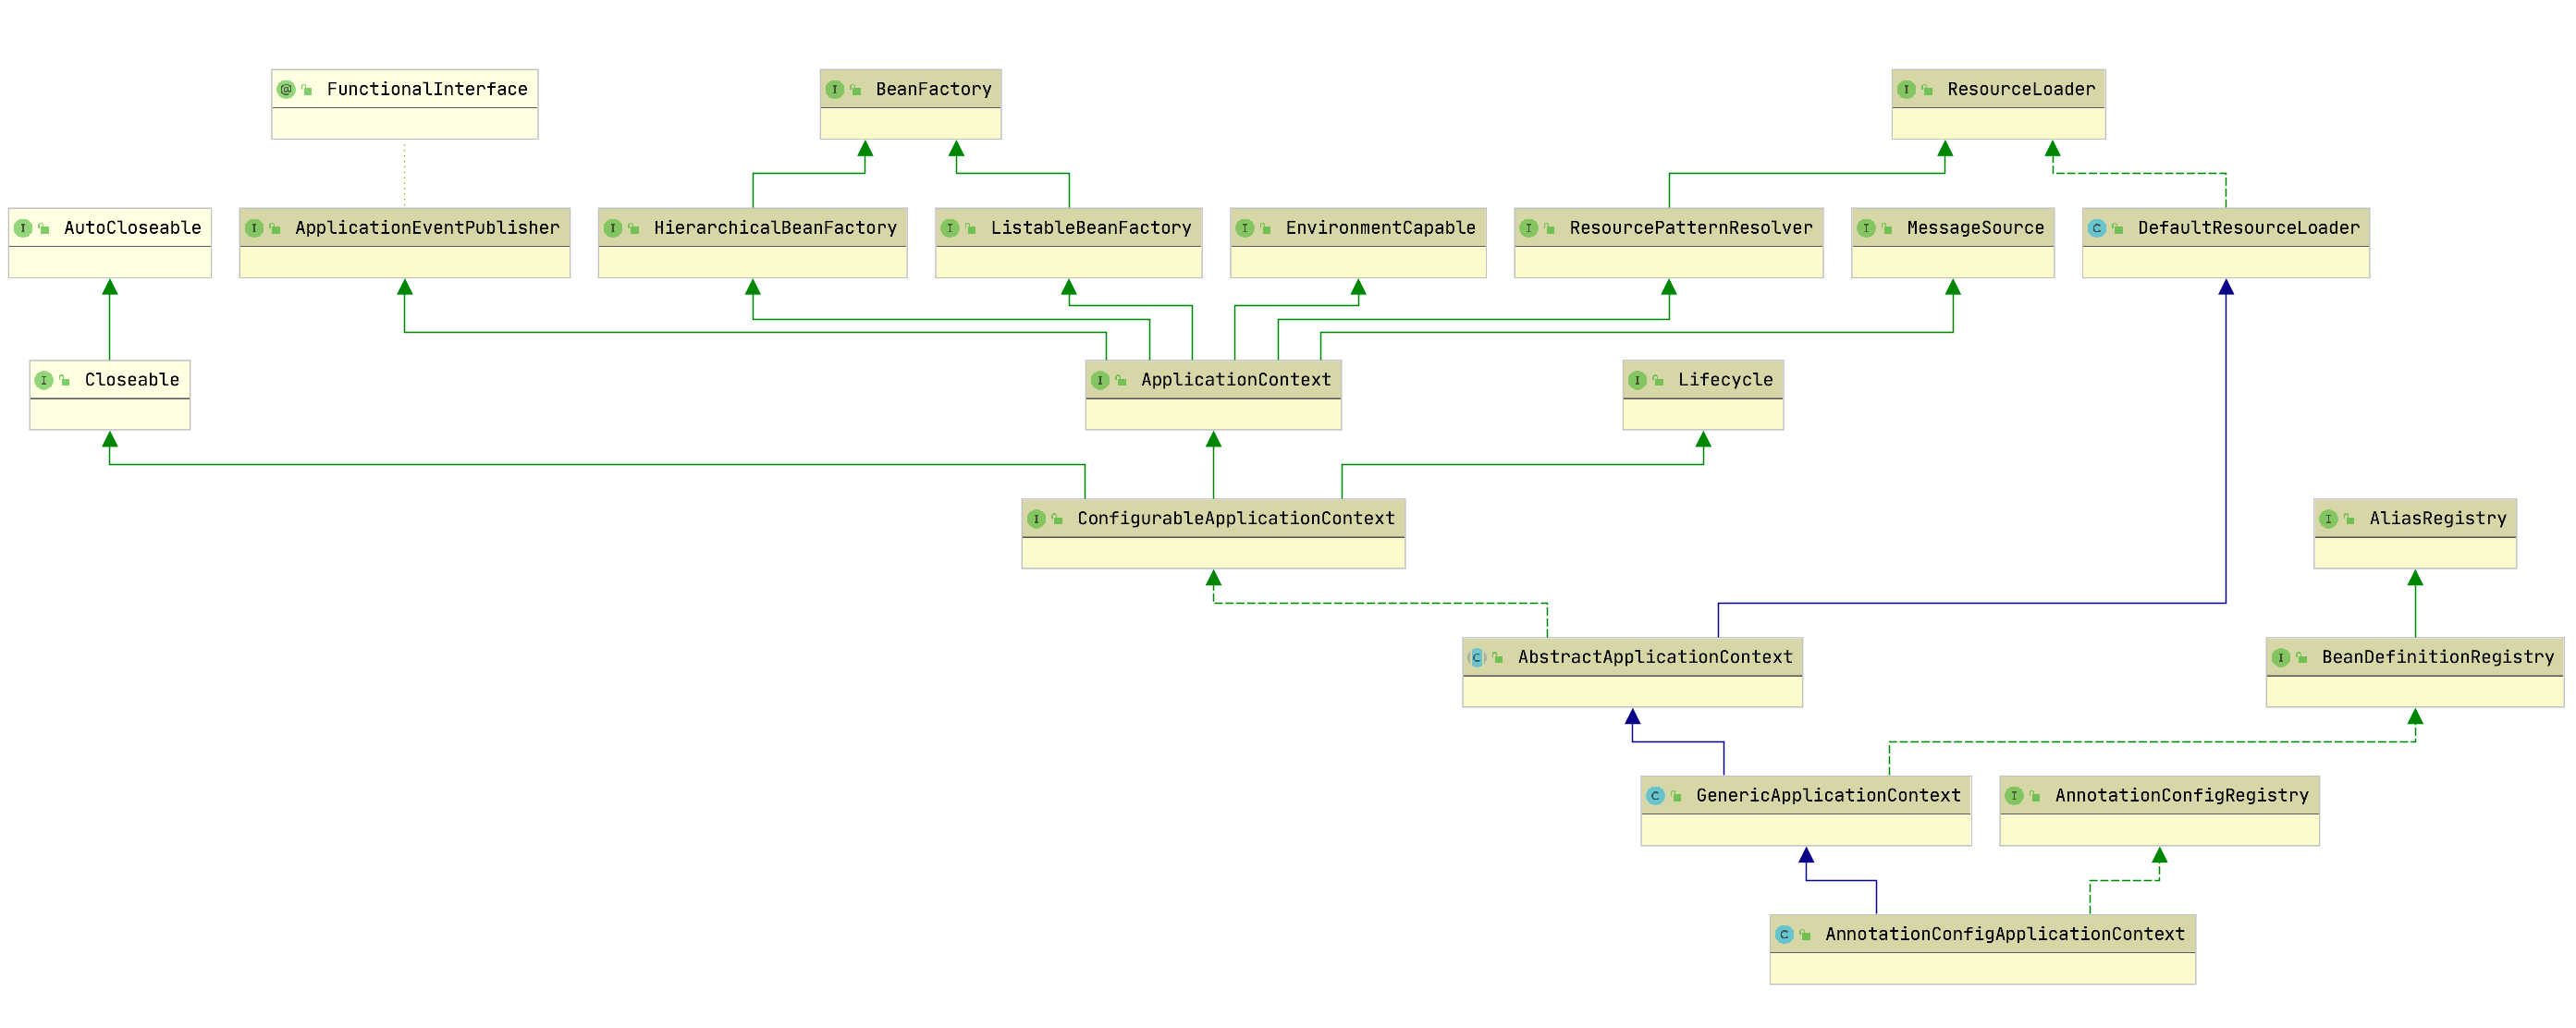 FunctionalInterface
BeanFactory
ResourceLoader
AutoCloseable
ApplicationEventPublisher
HierarchicalBeanFactory
ListableBeanFactory
EnvironmentCapable
ResourcePatternResolver
MessageSource
DefaultResourceLoader
Closeable
ApplicationContext
Lifecycle
ConfigurableApplicationContext
AliasRegistry
AbstractApplicationContext
BeanDefinitionRegistry
GenericApplicationContext
AnnotationConfigRegistry
AnnotationConfigApplicationContext